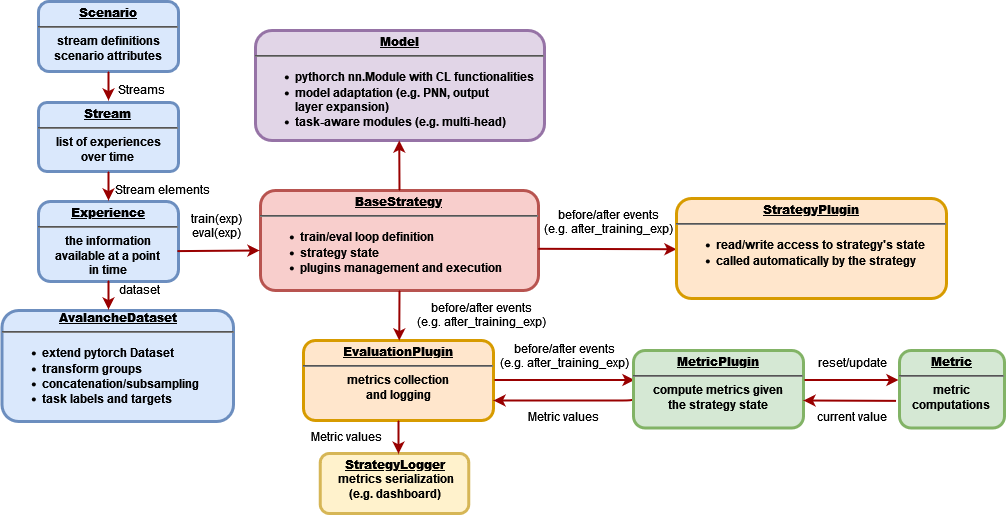 Scenario
stream definitions
scenario attributes
Streams
Stream
list of experiences
over time
Stream elements
Experience
the information
available at a point
in time
dataset
AvalancheDataset
extend pytorch Dataset
transform groups
concatenation/subsampling
task labels and targets
train(exp)
eval(exp)
Model
pythorch nn.Module with CL functionalities
model adaptation (e.g. PNN, output
layer expansion)
task-aware modules (e.g. multi-head)
BaseStrategy
train/eval loop definition
strategy state
plugins management and execution
before/after events
(e.g. after_training_exp)
StrategyPlugin
read/write access to strategy's state
called automatically by the strategy
before/after events
(e.g. after_training_exp)
EvaluationPlugin
metrics collection
and logging
before/after events
(e.g. after_training_exp)
Metric values
MetricPlugin
compute metrics given
the strategy state
reset/update
current value
Metric
metric
computations
Metric values
StrategyLogger
metrics serialization
(e.g. dashboard)